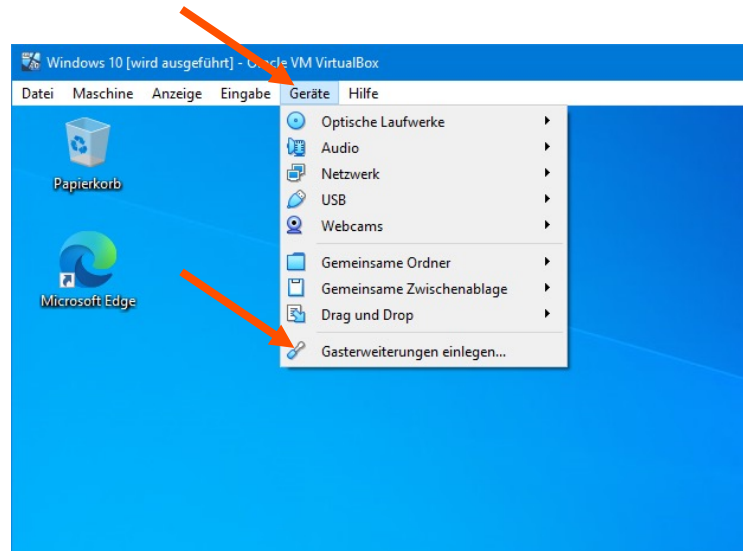 Windows 10 [wird ausgeführt] - Oracle VM VirtualBox
Datei Maschine Anzeige Eingabe Geräte Hilfe
Optische Laufwerke
Audio
Netzwerk
USB
Webcams
Gemeinsame Ordner
Gemeinsame Zwischenablage
Drag und Drop
Gasterweiterungen einlegen...
Papierkorb
Microsoft Edge